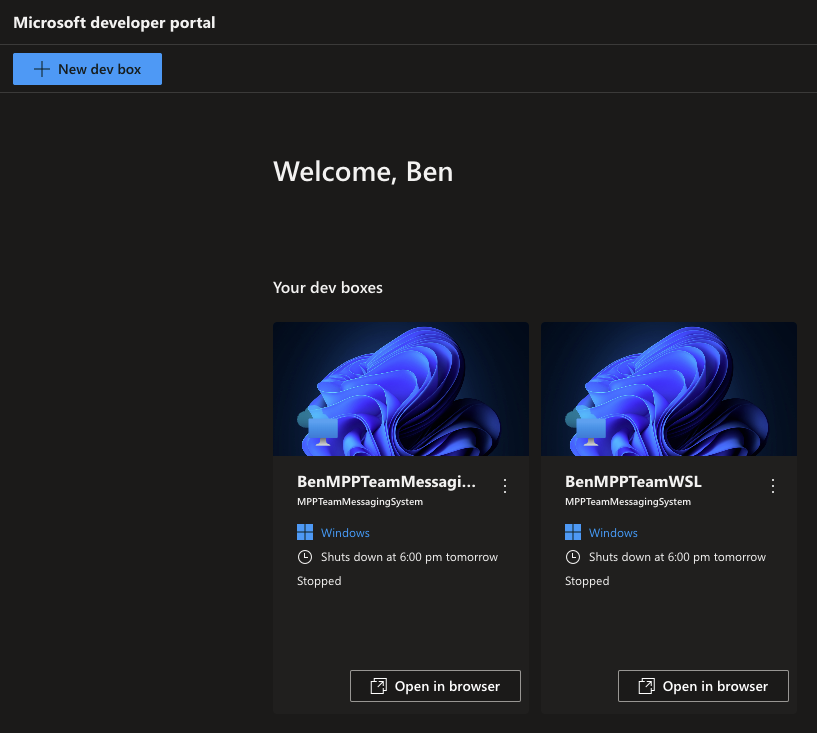 Microsoft developer portal
New dev box
Welcome, Ben
Your dev boxes
BenMPPTeamMessagi...
MPPTeamMessagingSystem
Windows
Shuts down at 6:00 pm tomorrow
Stopped
Open in browser
BenMPPTeamWSL
MPPTeamMessagingSystem
Windows
Shuts down at 6:00 pm tomorrow
Stopped
Open in browser